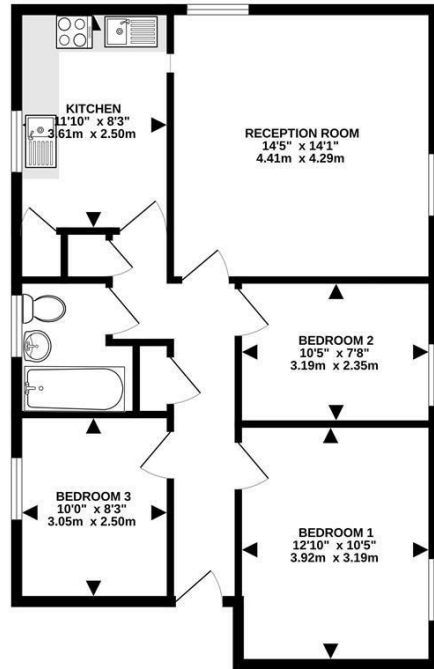 KITCHEN
11'10" x 8'3"
3.61m x 2.50m
RECEPTION ROOM
14'5" x 14'1"
4.41m x 4.29m
BEDROOM 2
10'5" x 7'8"
3.19m x 2.35m
BEDROOM 3
10'0" x 8'3"
3.05m x 2.50m
BEDROOM 1
12'10" x 10'5"
3.92m x 3.19m